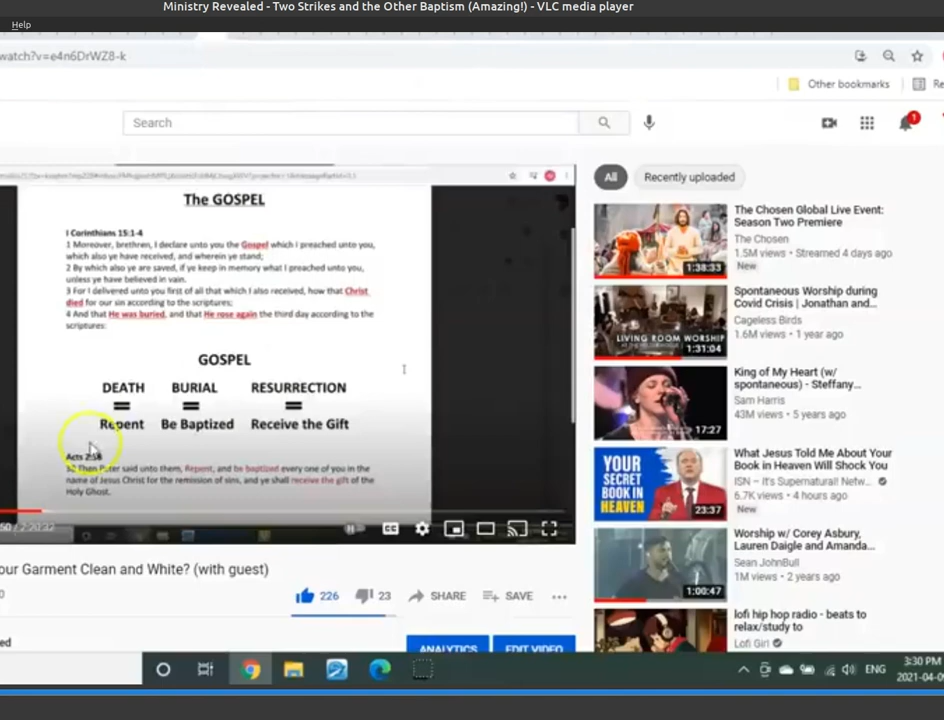 Ministry Revealed - Two Strikes and the Other Baptism (Amazing!) - VLC media player
Help
watch?v=e4n6DrWZ8-k
Other bookmarks
Re
Search
1
The GOSPEL
I Corinthians 15:1-4
1 Moreover, brethren, I declare unto you the Gospel which I preached unto you,
which also ye have received, and wherein ye stand;
2 By which also ye are saved, if ye keep in memory what I preached unto you,
unless ye have believed in vain.
3 For I delivered unto you first of all that which I also received, how that Christ
died for our sin according to the scriptures;
4 And that He was buried, and that He rose again the third day according to the
scriptures:
GOSPEL
DEATH BURIAL RESURRECTION
= = =
Repent Be Baptized Receive the Gift
Acts 2:38
38 Then Peter said unto them, Repent, and be baptized every one of you in the
name of Jesus Christ for the remission of sins, and ye shall receive the gift of the
Holy Ghost.
50 / 2:20:32
CC
our Garment Clean and White? (with guest)
0
226 23 SHARE SAVE
ed
ANALYTICS EDIT VIDEO
All Recently uploaded
The Chosen Global Live Event:
Season Two Premiere
The Chosen
1.5M views • Streamed 4 days ago
New
1:38:33
Spontaneous Worship during
Covid Crisis | Jonathan and...
Cageless Birds
1.6M views • 1 year ago
LIVING ROOM WORSHIP
1:31:04
King of My Heart (w/
spontaneous) - Steffany...
Sam Harris
43M views • 5 years ago
17:27
What Jesus Told Me About Your
Book in Heaven Will Shock You
ISN – It's Supernatural! Netw...
6.7K views • 4 hours ago
New
YOUR
SECRET
BOOK IN
HEAVEN
23:37
Worship w/ Corey Asbury,
Lauren Daigle and Amanda...
Sean JohnBull
1M views • 2 years ago
1:00:47
lofi hip hop radio - beats to
relax/study to
Lofi Girl
ENG
3:30 PM
2021-04-0